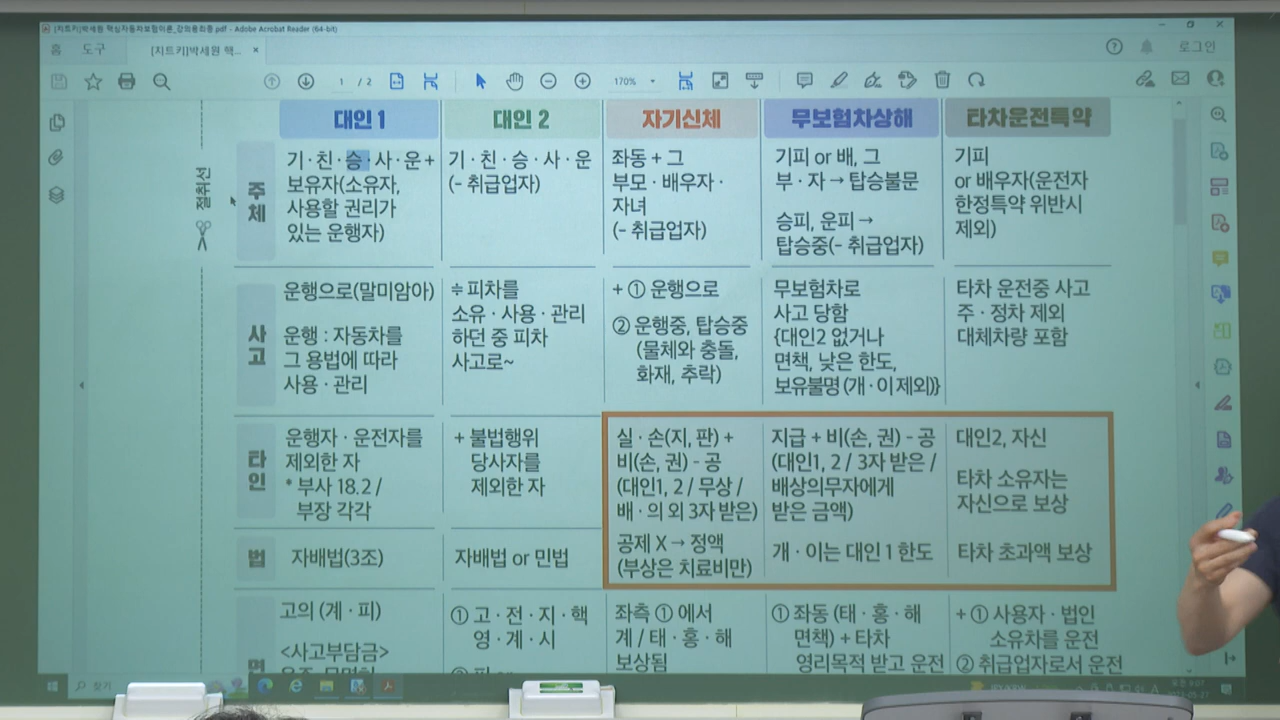 [치트키]박세원 핵심자동차보험이론_강의용최종.pdf - Adobe Acrobat Reader (64-bit)
홈 도구 [치트키]박세원 핵... × 로그인
1 / 2 170%
대인 1 대인 2 자기신체 무보험차상해 타차운전특약
절취선
주체
기 · 친 · 승 · 사 · 운 +
보유자(소유자,
사용할 권리가
있는 운행자)
기 · 친 · 승 · 사 · 운
(- 취급업자)
좌동 + 그
부모 · 배우자 ·
자녀
(- 취급업자)
기피 or 배, 그
부 · 자 → 탑승불문
승피, 운피 →
탑승중(- 취급업자)
기피
or 배우자(운전자
한정특약 위반시
제외)
사고
운행으로(말미암아)
운행 : 자동차를
그 용법에 따라
사용 · 관리
÷ 피차를
소유 · 사용 · 관리
하던 중 피차
사고로~
+ ① 운행으로
② 운행중, 탑승중
(물체와 충돌,
화재, 추락)
무보험차로
사고 당함
{대인2 없거나
면책, 낮은 한도,
보유불명 (개 · 이 제외)}
타차 운전중 사고
주 · 정차 제외
대체차량 포함
타인
운행자 · 운전자를
제외한 자
* 부사 18.2 /
부장 각각
+ 불법행위
당사자를
제외한 자
실 · 손(지, 판) +
비(손, 권) - 공
(대인1, 2 / 무상 /
배 · 의 외 3자 받은)
지급 + 비(손, 권) - 공
(대인1, 2 / 3자 받은 /
배상의무자에게
받은 금액)
대인2, 자신
타차 소유자는
자신으로 보상
법
자배법(3조)
자배법 or 민법
공제 X → 정액
(부상은 치료비만)
개 · 이는 대인 1 한도
타차 초과액 보상
면
고의 (계 · 피)
<사고부담금>
① 고 · 전 · 지 · 핵
영 · 계 · 시
좌측 ① 에서
계 / 태 · 홍 · 해
보상됨
① 좌동 (태 · 홍 · 해
면책) + 타차
영리목적 받고 운전
+ ① 사용자 · 법인
소유차를 운전
② 취급업자로서 운전
찾기